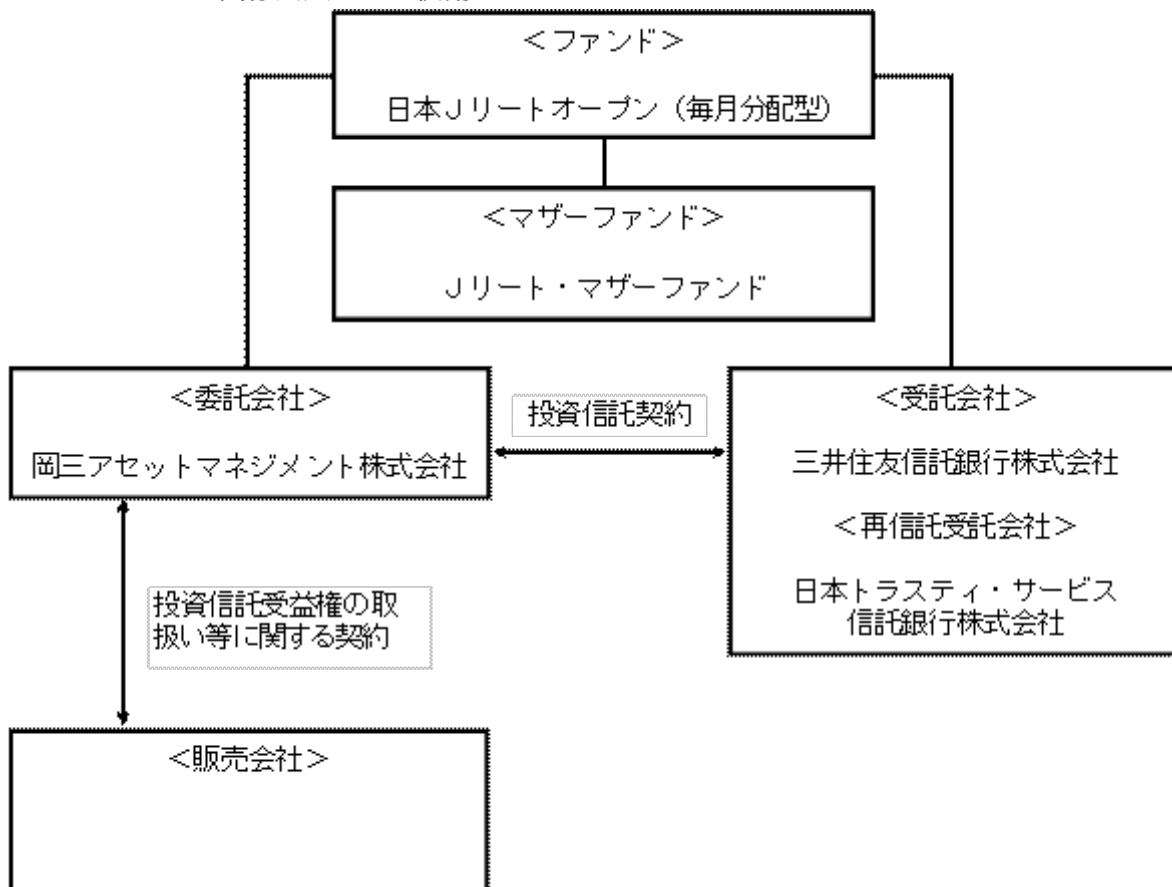 ＜ファンド＞
日本Ｊリートオープン（毎月分配型）
＜マザーファンド＞
Ｊリート・マザーファンド
＜委託会社＞
岡三アセットマネジメント株式会社
投資信託契約
＜受託会社＞
三井住友信託銀行株式会社
＜再信託受託会社＞
日本トラスティ・サービス
信託銀行株式会社
投資信託受益権の取
扱い等に関する契約
＜販売会社＞